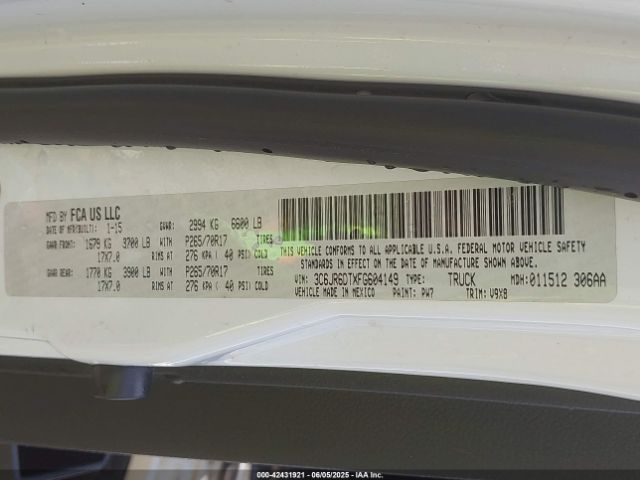 MFD BY FCA US LLC
DATE OF MFR/BUILT: 1-15 GVWR: 2994 KG 6600 LB
GAWR FRONT: 1679 KG 3700 LB WITH P265/70R17 TIRES
17X7.0 RIMS AT 276 KPA ( 40 PSI) COLD
GAWR REAR: 1770 KG 3900 LB WITH P265/70R17 TIRES
17X7.0 RIMS AT 276 KPA ( 40 PSI) COLD
THIS VEHICLE CONFORMS TO ALL APPLICABLE U.S.A. FEDERAL MOTOR VEHICLE SAFETY
STANDARDS IN EFFECT ON THE DATE OF MANUFACTURE SHOWN ABOVE.
VIN: 3C6JR6DTXFG604149 TYPE: TRUCK MDH: 011512 306AA
VEHICLE MADE IN MEXICO PAINT: PW7 TRIM: V9X8
000-42431921 - 06/05/2025 - IAA Inc.